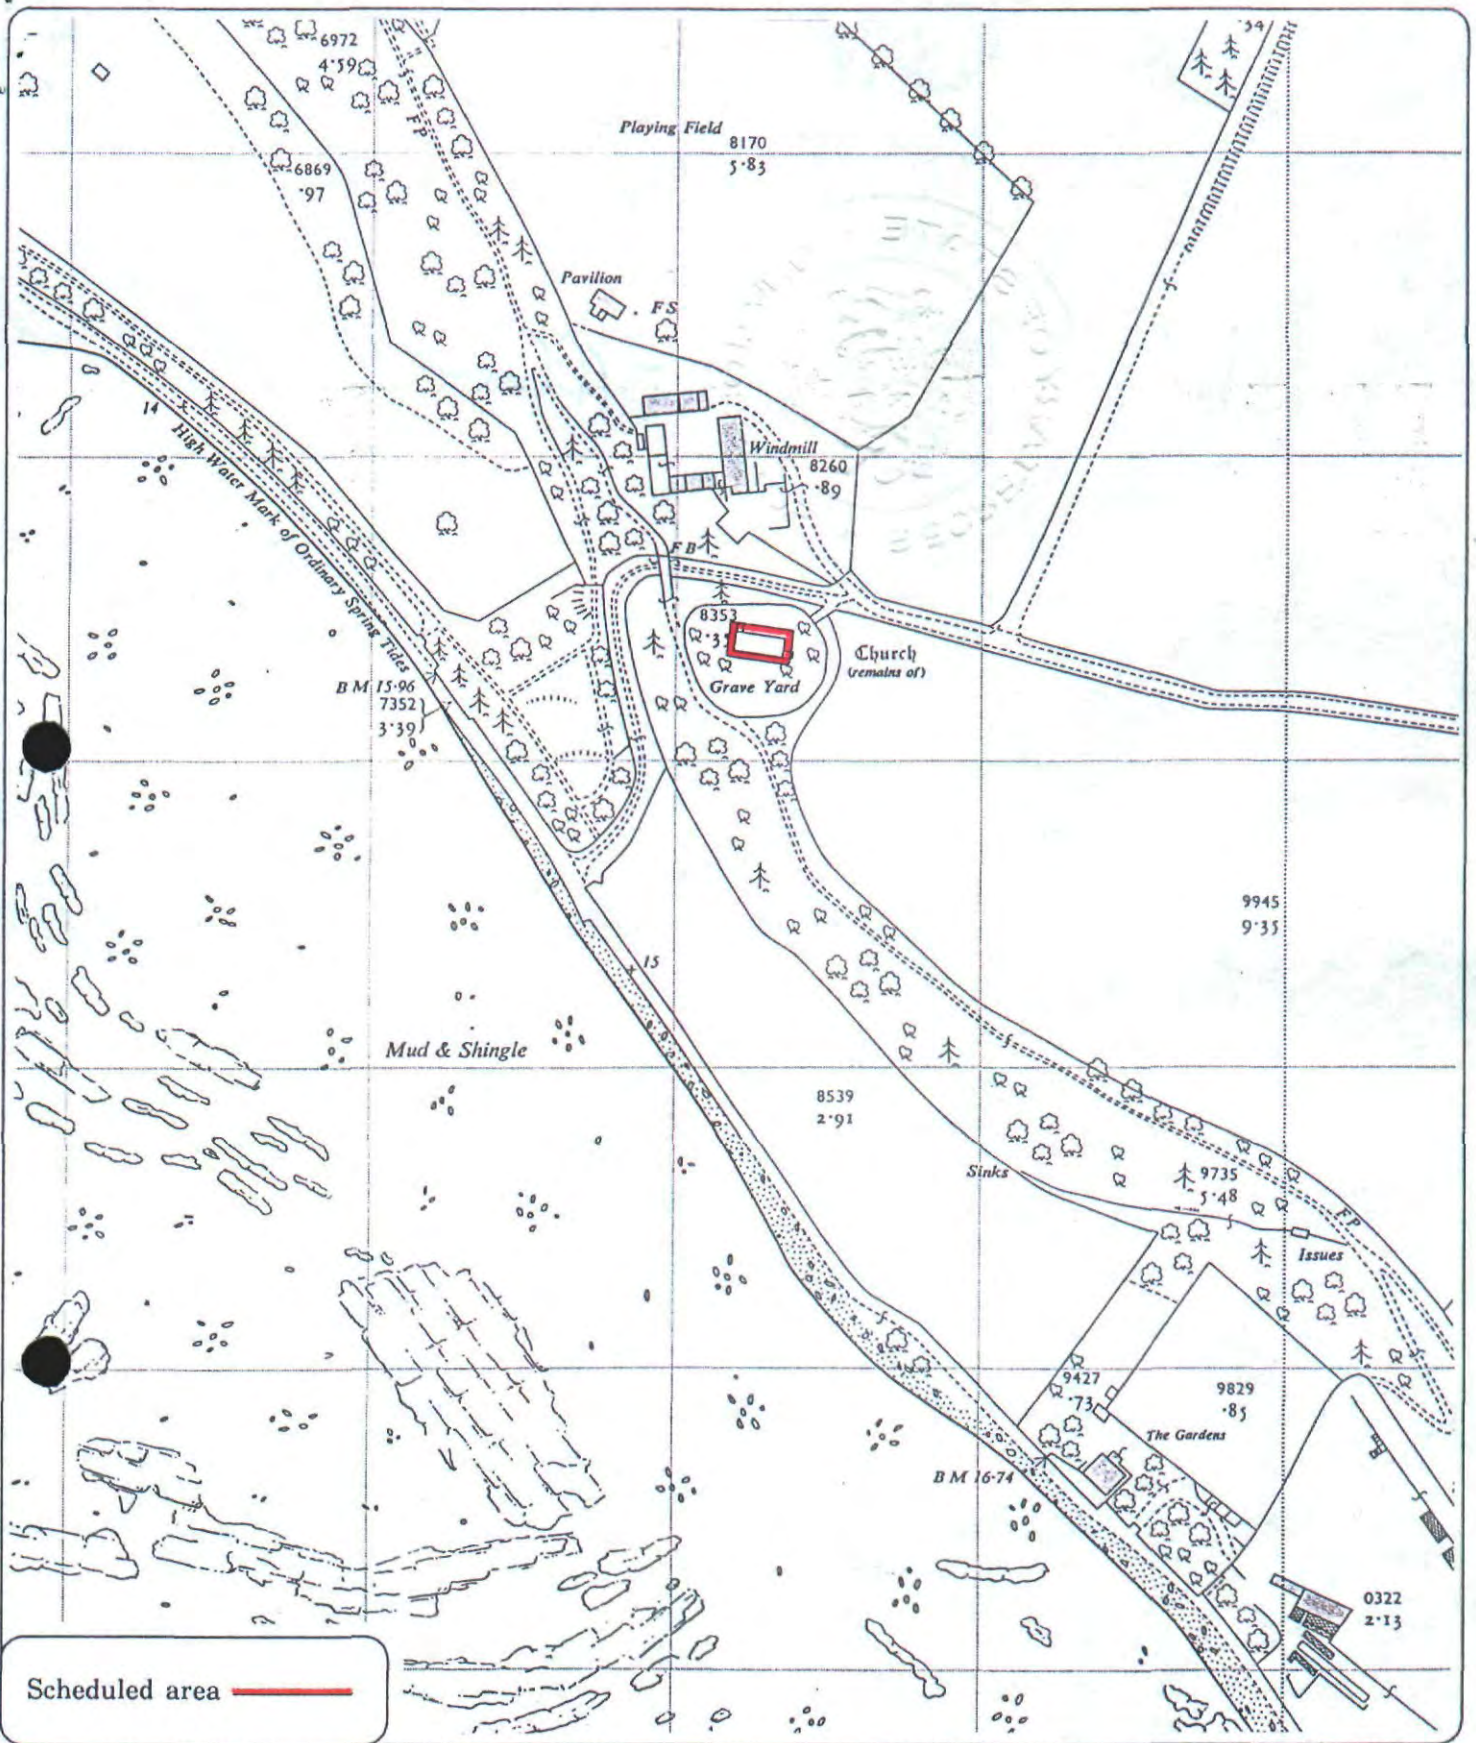 6972
4·59
·54
FP
Playing Field
8170
5·83
6869
·97
Pavilion
FS
14
High Water Mark of Ordinary Spring Tides
Windmill
8260
·89
FB
8353
Church
(remains of)
Grave Yard
BM 15·96
7352
3·39
9945
9·35
15
Mud & Shingle
8539
2·91
Sinks
9735
5·48
FP
Issues
9427
·73
9829
·85
The Gardens
BM 16·74
0322
2·13
Scheduled area